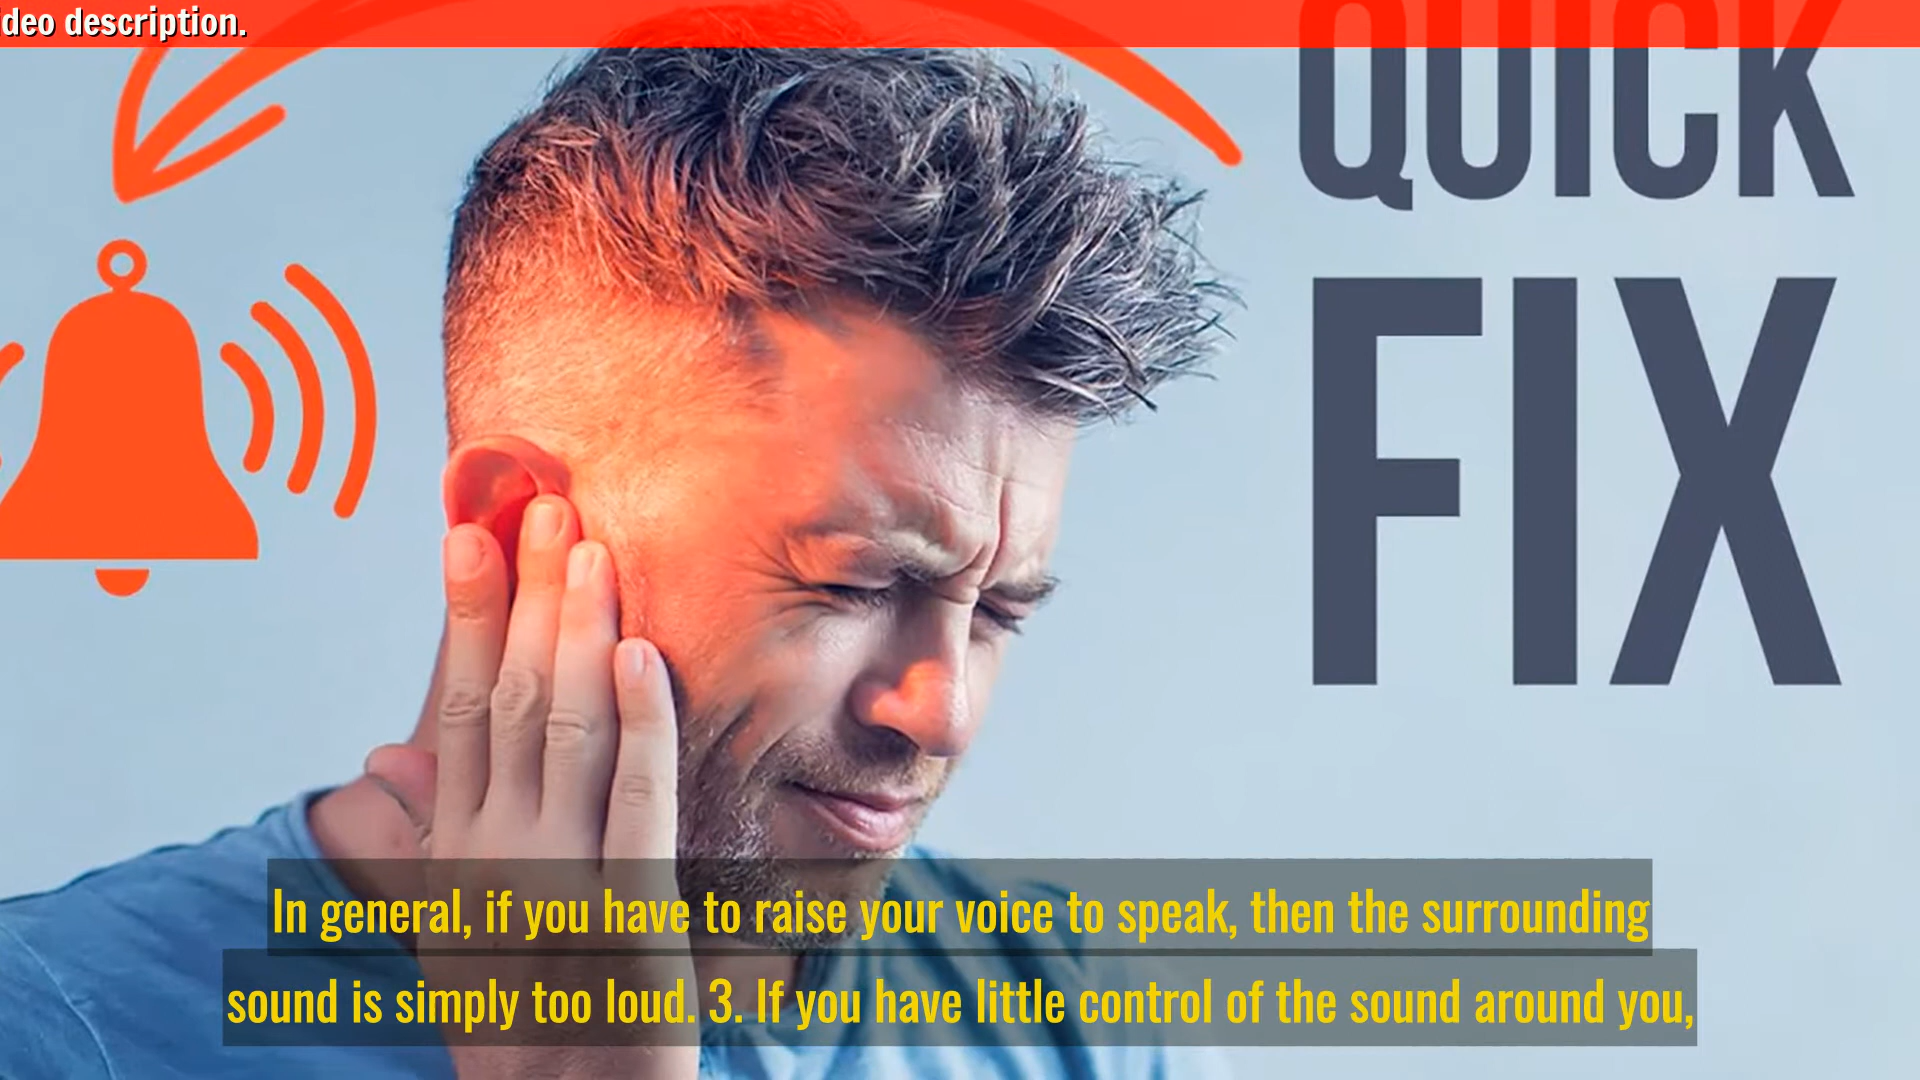 deo description.
QUICK
FIX
In general, if you have to raise your voice to speak, then the surrounding
sound is simply too loud. 3. If you have little control of the sound around you,